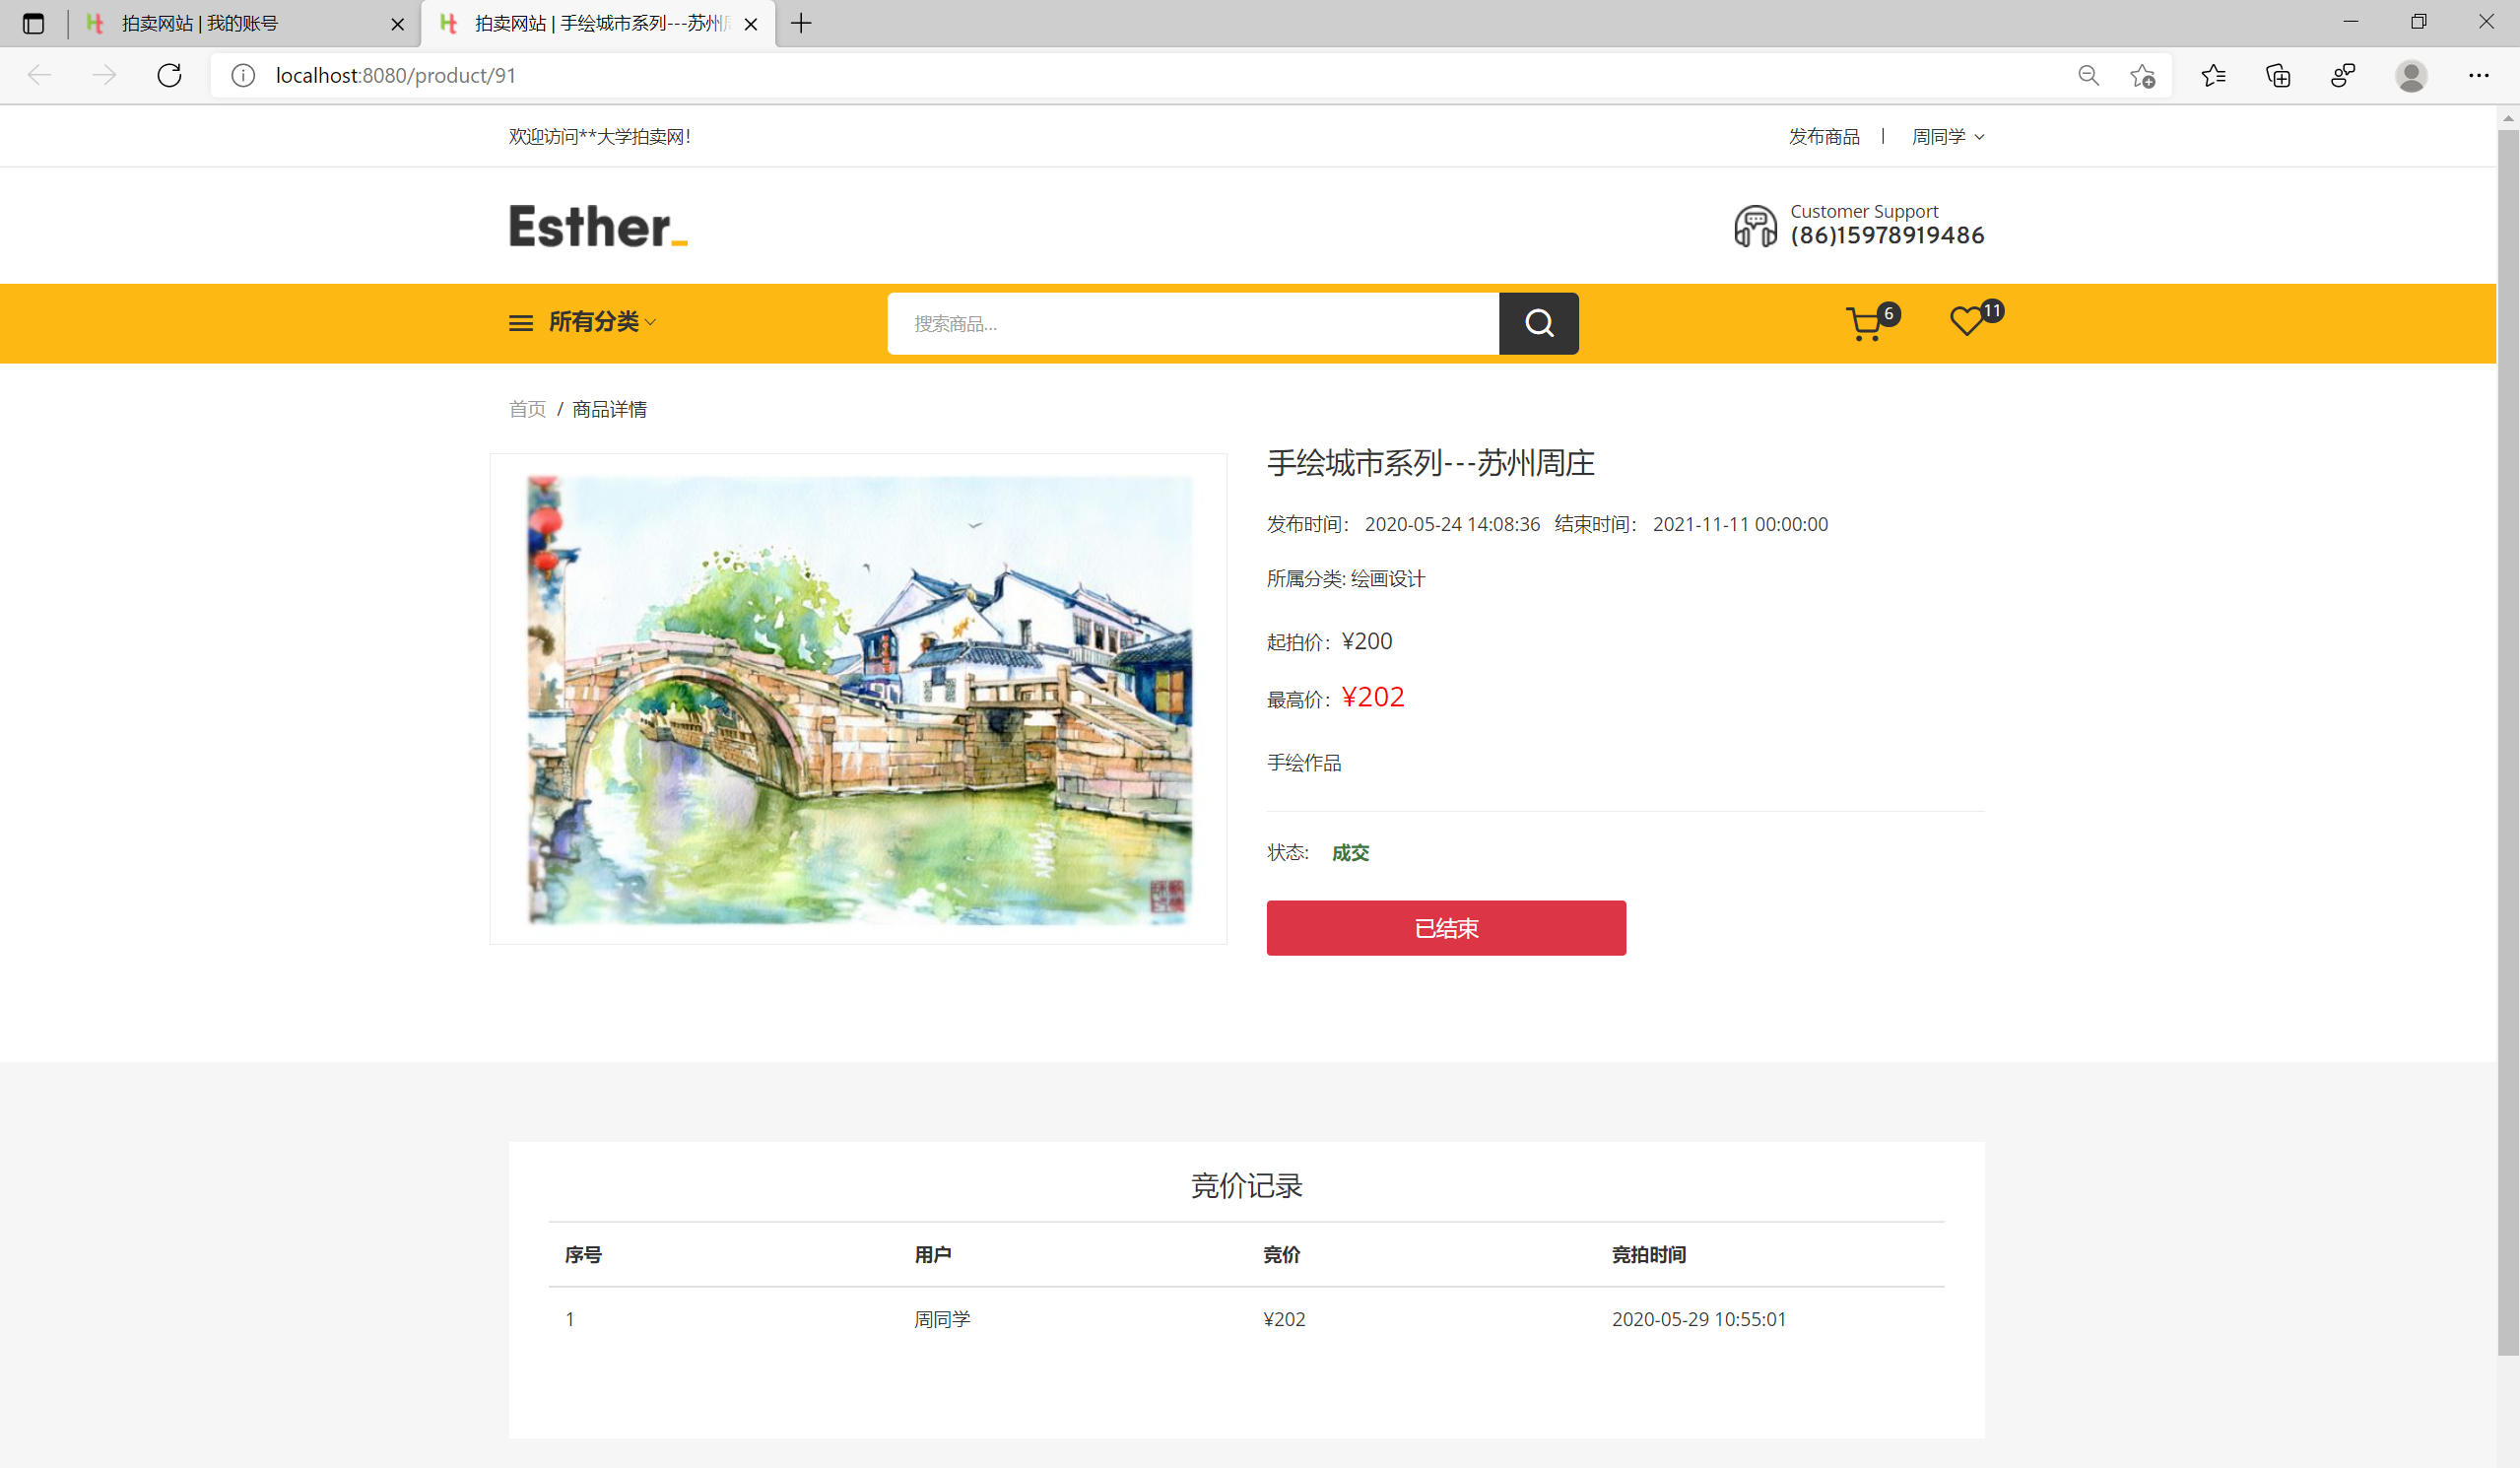 拍卖网站 | 我的账号
拍卖网站 | 手绘城市系列---苏州
localhost:8080/product/91
欢迎访问**大学拍卖网!
发布商品 | 周同学
Esther_
Customer Support
(86)15978919486
所有分类
搜索商品...
6
11
首页 / 商品详情
手绘城市系列---苏州周庄
发布时间： 2020-05-24 14:08:36 结束时间： 2021-11-11 00:00:00
所属分类: 绘画设计
起拍价：¥200
最高价：¥202
手绘作品
状态: 成交
已结束
竞价记录
序号 用户 竞价 竞拍时间
1 周同学 ¥202 2020-05-29 10:55:01